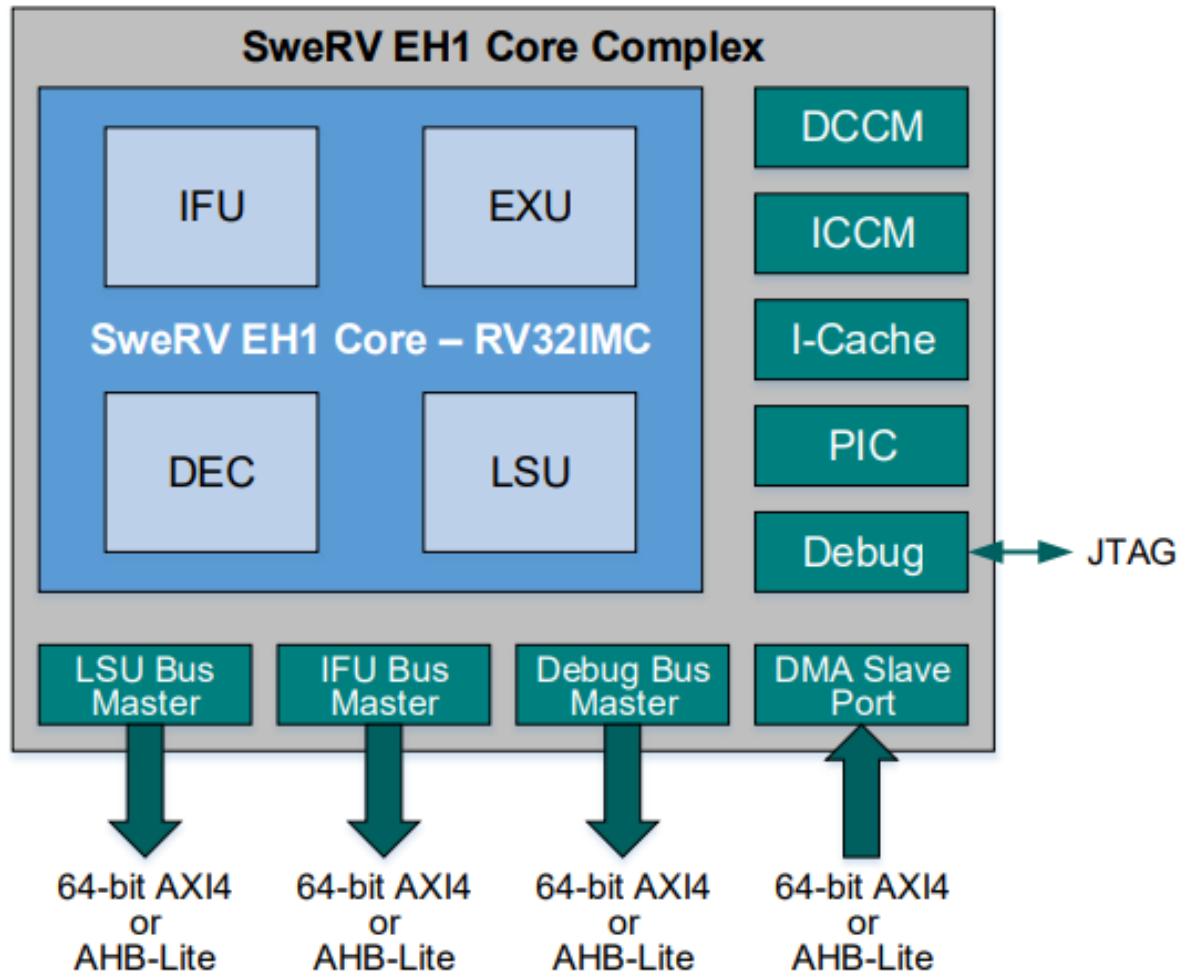 SweRV EH1 Core Complex
IFU
EXU
SweRV EH1 Core – RV32IMC
DEC
LSU
DCCM
ICCM
I-Cache
PIC
Debug
JTAG
LSU Bus
Master
IFU Bus
Master
Debug Bus
Master
DMA Slave
Port
64-bit AXI4
or
AHB-Lite
64-bit AXI4
or
AHB-Lite
64-bit AXI4
or
AHB-Lite
64-bit AXI4
or
AHB-Lite